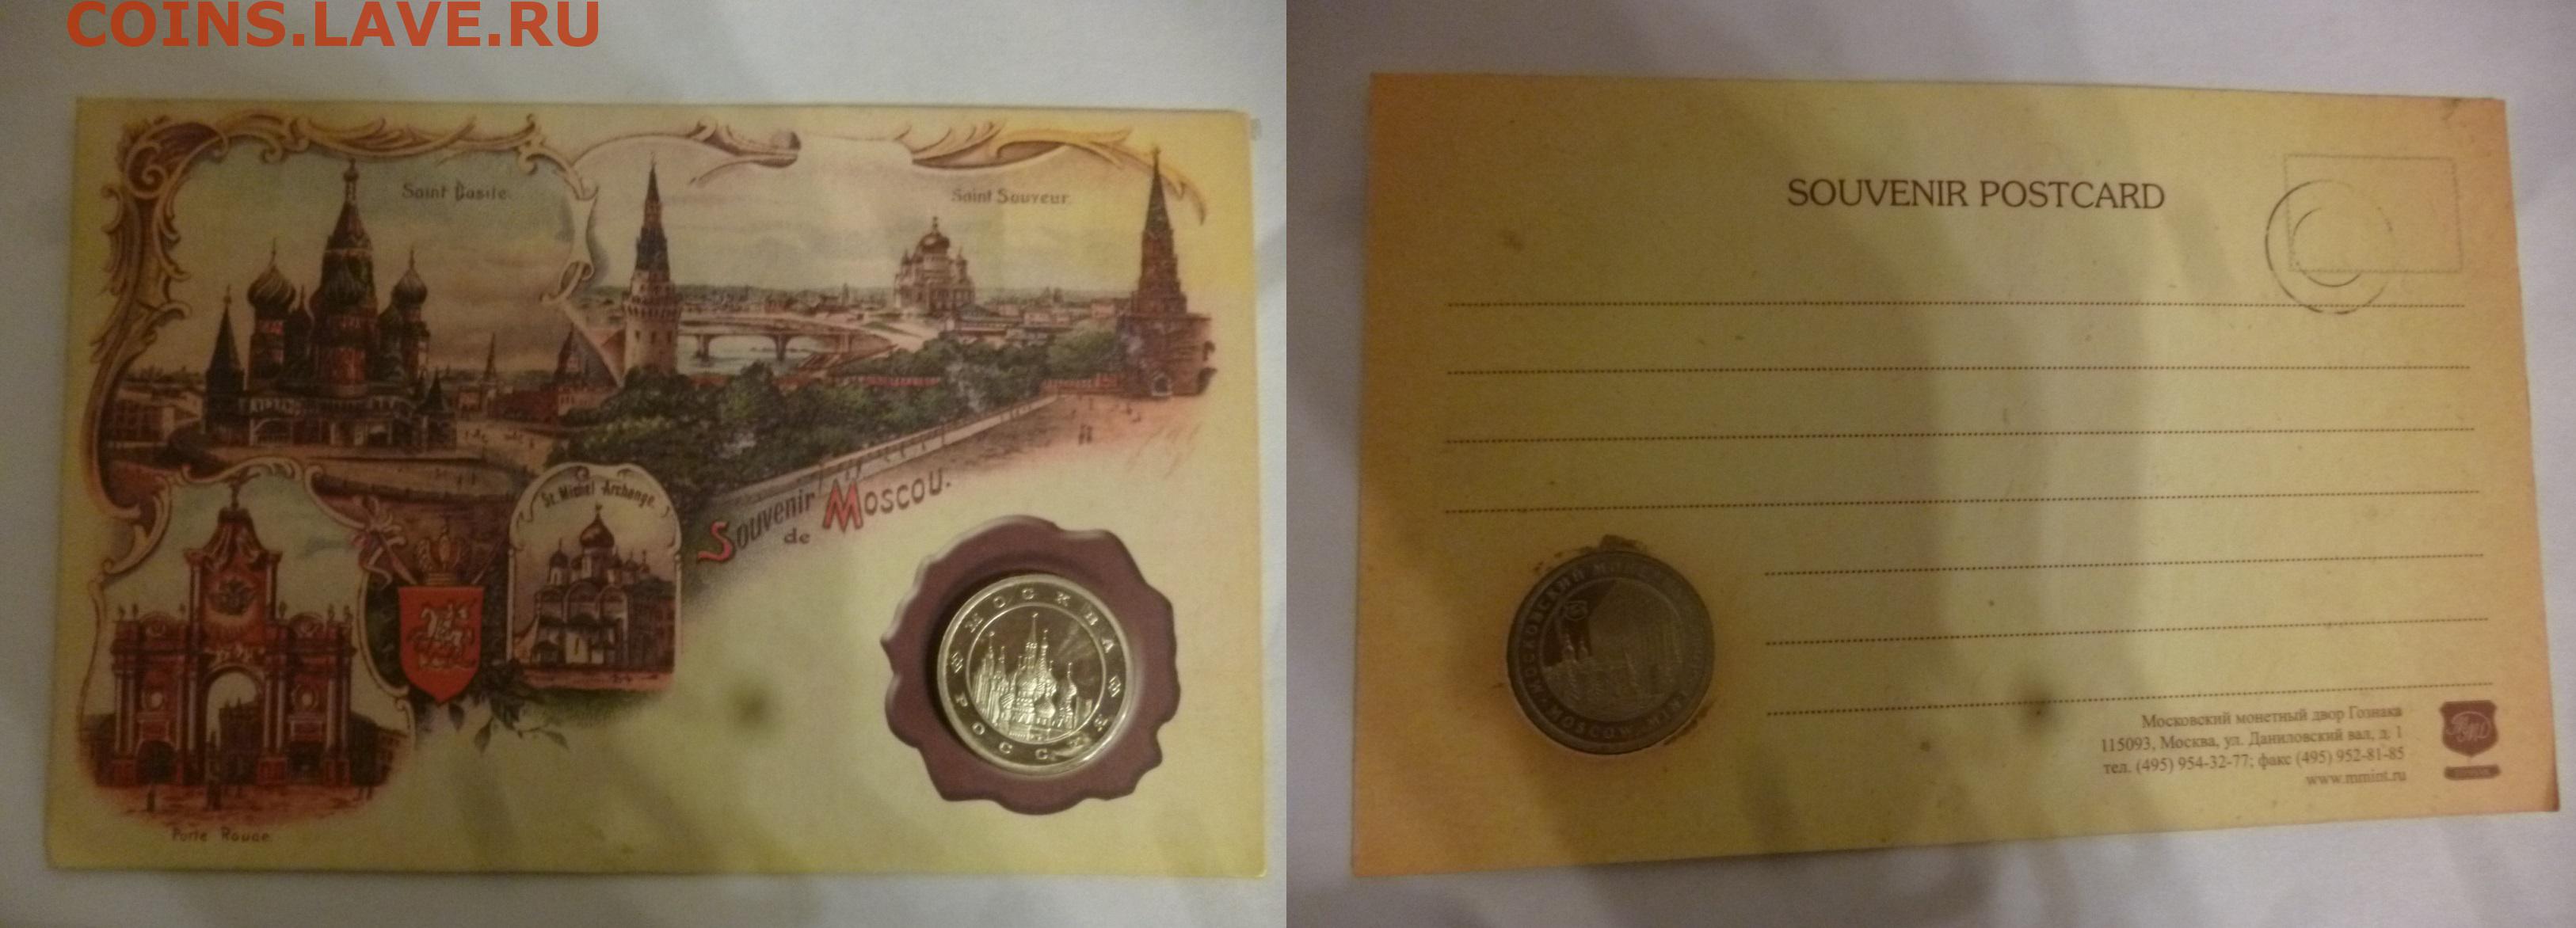 COINS.LAVE.RU
Saint Basile.
Saint Sauveur.
St. Michel Archange.
Souvenir
de Moscou.
МОСКВА
РОССИЯ
Porte Rouge.
SOUVENIR POSTCARD
МОСКОВСКИЙ МОНЕТНЫЙ
MOSCOW MINT
Московский монетный двор Гознака
115093, Москва, ул. Даниловский вал, д. 1
тел. (495) 954-32-77; факс (495) 952-81-85
www.mmint.ru